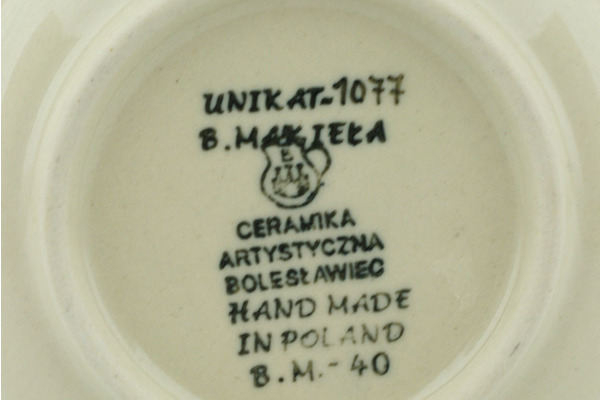 UNIKAT-1077
B. MAKIEŁA
E
CERAMIKA
ARTYSTYCZNA
BOLESŁAWIEC
HAND MADE
IN POLAND
B.M.-40